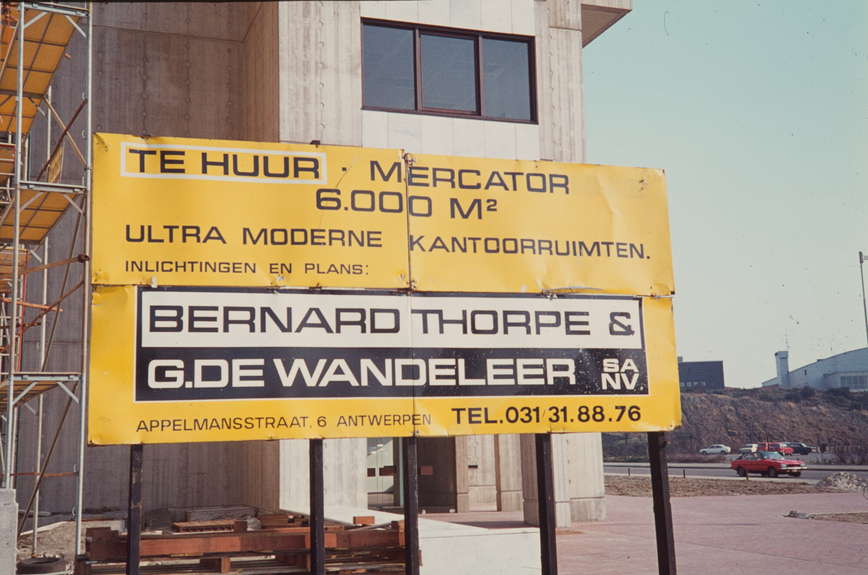 TE HUUR · MERCATOR
6.000 M²
ULTRA MODERNE KANTOORRUIMTEN.
INLICHTINGEN EN PLANS:
BERNARD THORPE &
G.DE WANDELEER SA NV
APPELMANSSTRAAT. 6 ANTWERPEN TEL.031/31.88.76